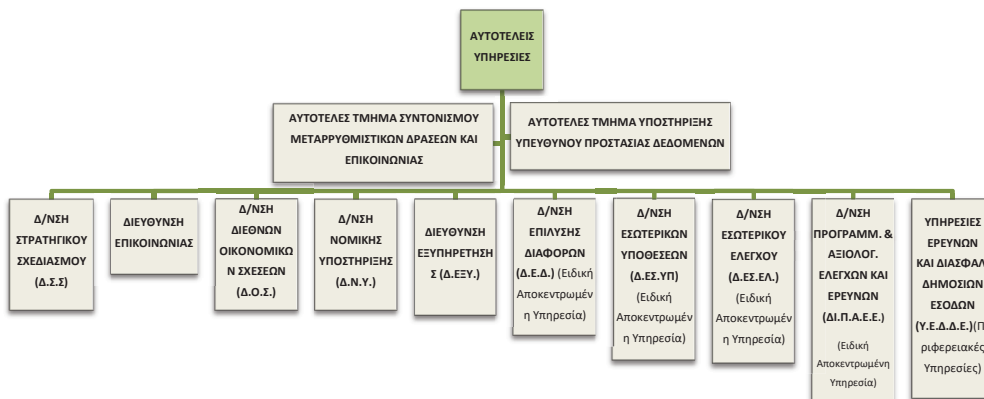 ΑΥΤΟΤΕΛΕΙΣ
ΥΠΗΡΕΣΙΕΣ
ΑΥΤΟΤΕΛΕΣ ΤΜΗΜΑ ΣΥΝΤΟΝΙΣΜΟΥ
ΜΕΤΑΡΡΥΘΜΙΣΤΙΚΩΝ ΔΡΑΣΕΩΝ ΚΑΙ
ΕΠΙΚΟΙΝΩΝΙΑΣ
ΑΥΤΟΤΕΛΕΣ ΤΜΗΜΑ ΥΠΟΣΤΗΡΙΞΗΣ
ΥΠΕΥΘΥΝΟΥ ΠΡΟΣΤΑΣΙΑΣ ΔΕΔΟΜΕΝΩΝ
Δ/ΝΣΗ
ΣΤΡΑΤΗΓΙΚΟΥ
ΣΧΕΔΙΑΣΜΟΥ
(Δ.Σ.Σ)
ΔΙΕΥΘΥΝΣΗ
ΕΠΙΚΟΙΝΩΝΙΑΣ
Δ/ΝΣΗ
ΔΙΕΘΝΩΝ
ΟΙΚΟΝΟΜΙΚΩ
Ν ΣΧΕΣΕΩΝ
(Δ.Ο.Σ.)
Δ/ΝΣΗ
ΝΟΜΙΚΗΣ
ΥΠΟΣΤΗΡΙΞΗΣ
(Δ.Ν.Υ.)
ΔΙΕΥΘΥΝΣΗ
ΕΞΥΠΗΡΕΤΗΣΗ
Σ (Δ.ΕΞΥ.)
Δ/ΝΣΗ
ΕΠΙΛΥΣΗΣ
ΔΙΑΦΟΡΩΝ
(Δ.Ε.Δ.) (Ειδική
Αποκεντρωμέν
η Υπηρεσία)
Δ/ΝΣΗ
ΕΣΩΤΕΡΙΚΩΝ
ΥΠΟΘΕΣΕΩΝ
(Δ.ΕΣ.ΥΠ)
(Ειδική
Αποκεντρωμέν
η Υπηρεσία)
Δ/ΝΣΗ
ΕΣΩΤΕΡΙΚΟΥ
ΕΛΕΓΧΟΥ
(Δ.ΕΣ.ΕΛ.)
(Ειδική
Αποκεντρωμέν
η Υπηρεσία)
Δ/ΝΣΗ
ΠΡΟΓΡΑΜΜ. &
ΑΞΙΟΛΟΓ.
ΕΛΕΓΧΩΝ ΚΑΙ
ΕΡΕΥΝΩΝ
(ΔΙ.Π.Α.Ε.Ε.)
(Ειδική
Αποκεντρωμένη
Υπηρεσία)
ΥΠΗΡΕΣΙΕΣ
ΕΡΕΥΝΩΝ
ΚΑΙ ΔΙΑΣΦΑΛ
ΔΗΜΟΣΙΩΝ
ΕΣΟΔΩΝ
(Υ.Ε.Δ.Δ.Ε.)(Π
ριφερειακές
Υπηρεσίες)